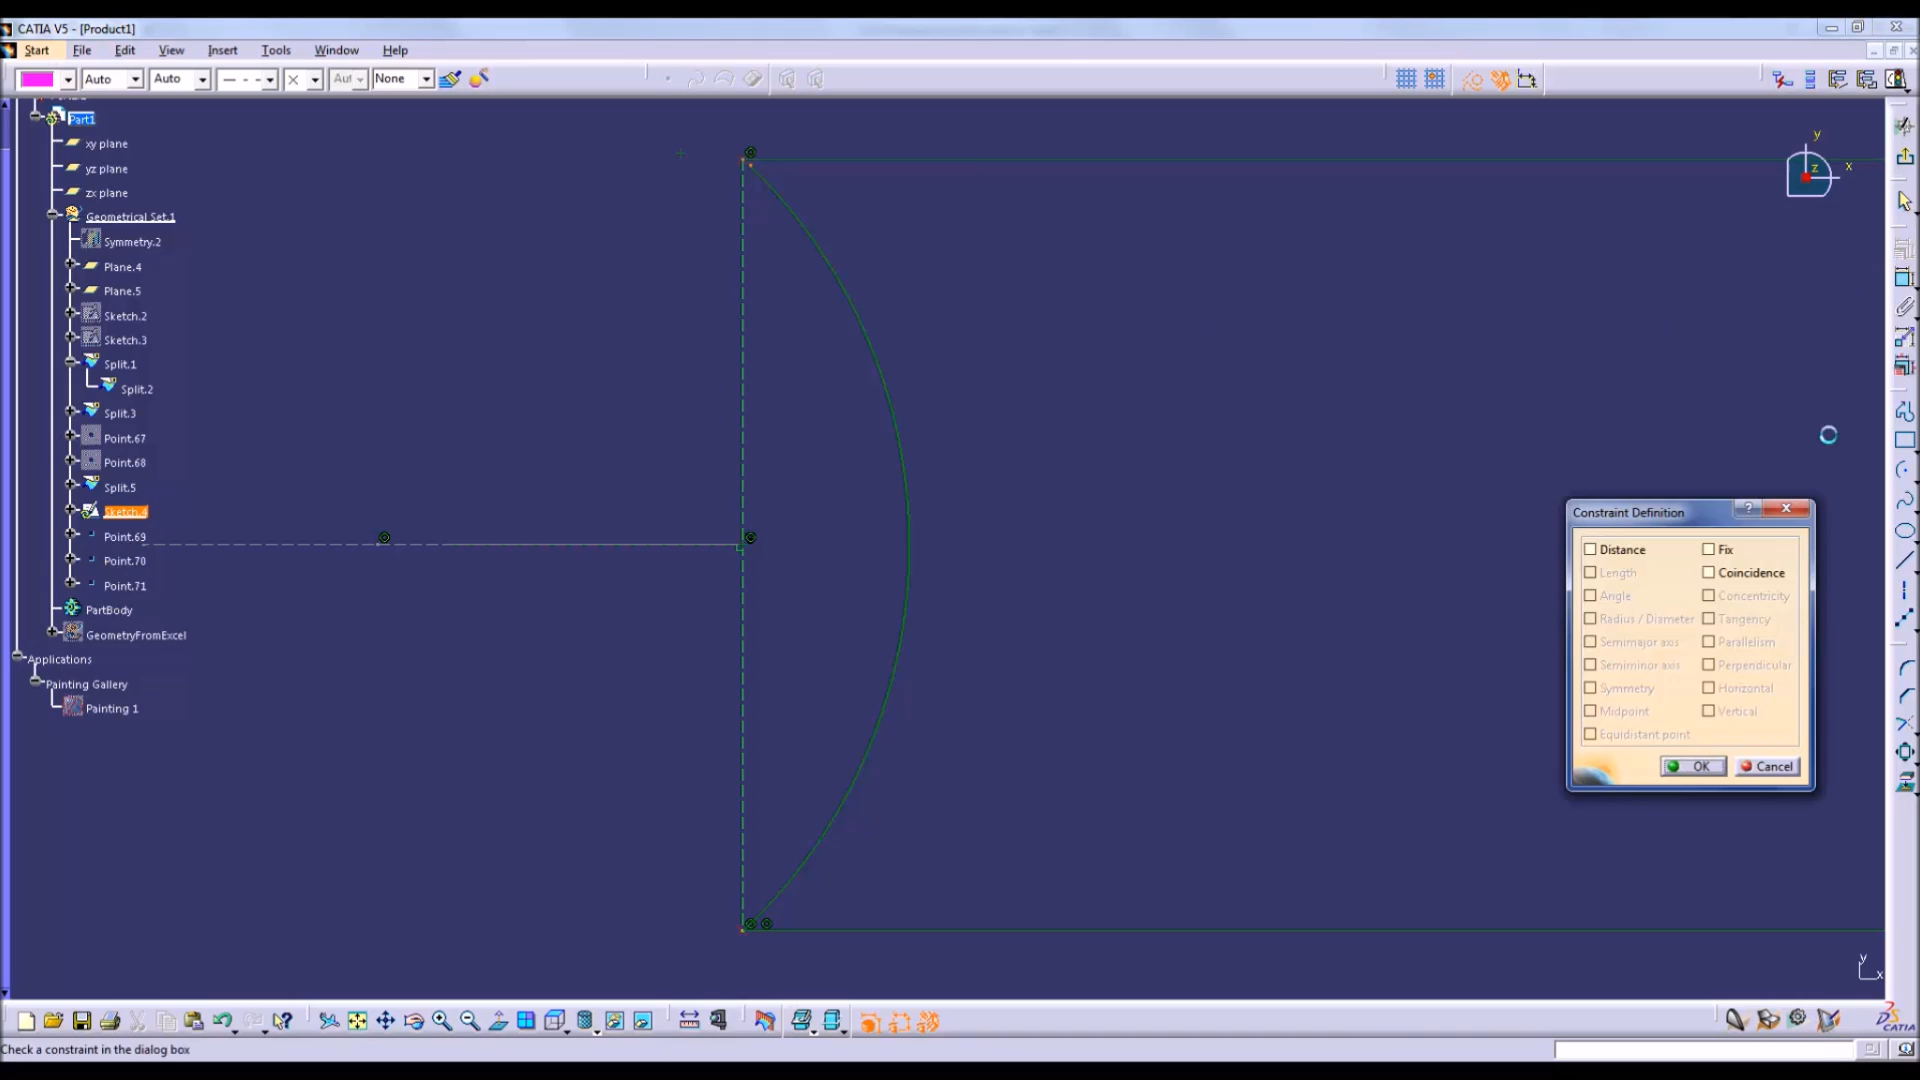 CATIA V5 - [Product1]
Start File Edit View Insert Tools Window Help
Auto Auto Aut None
Part1
xy plane
yz plane
zx plane
Geometrical Set.1
Symmetry.2
Plane.4
Plane.5
Sketch.2
Sketch.3
Split.1
Split.2
Split.3
Point.67
Point.68
Split.5
Sketch.4
Point.69
Point.70
Point.71
PartBody
GeometryFromExcel
Applications
Painting Gallery
Painting 1
y
x
z
Constraint Definition
Distance Fix
Length Coincidence
Angle Concentricity
Radius / Diameter Tangency
Semimajor axis Parallelism
Semiminor axis Perpendicular
Symmetry Horizontal
Midpoint Vertical
Equidistant point
OK Cancel
y
x
CATIA
Check a constraint in the dialog box